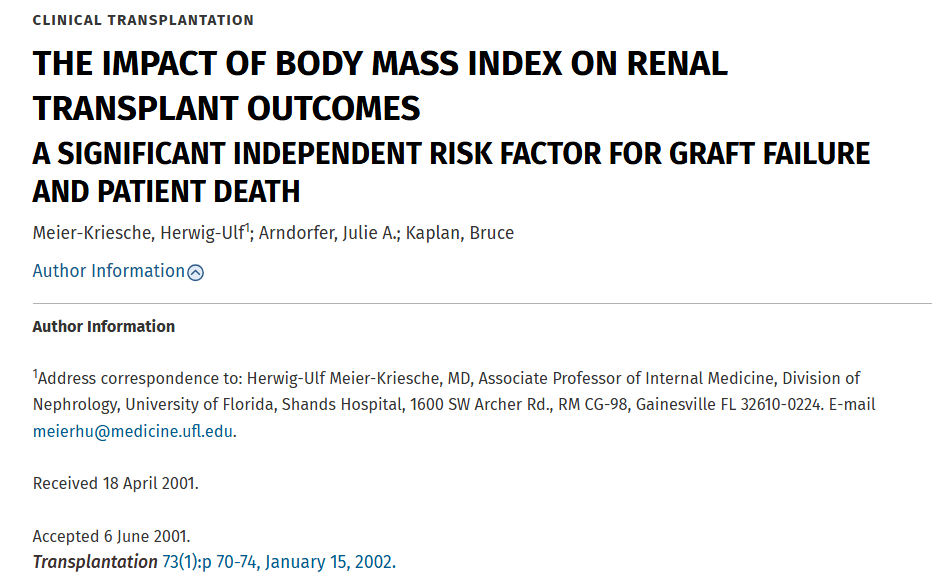 CLINICAL TRANSPLANTATION
THE IMPACT OF BODY MASS INDEX ON RENAL
TRANSPLANT OUTCOMES
A SIGNIFICANT INDEPENDENT RISK FACTOR FOR GRAFT FAILURE
AND PATIENT DEATH
Meier-Kriesche, Herwig-Ulf1; Arndorfer, Julie A.; Kaplan, Bruce
Author Information
Author Information
1Address correspondence to: Herwig-Ulf Meier-Kriesche, MD, Associate Professor of Internal Medicine, Division of
Nephrology, University of Florida, Shands Hospital, 1600 SW Archer Rd., RM CG-98, Gainesville FL 32610-0224. E-mail
meierhu@medicine.ufl.edu.
Received 18 April 2001.
Accepted 6 June 2001.
Transplantation 73(1):p 70-74, January 15, 2002.